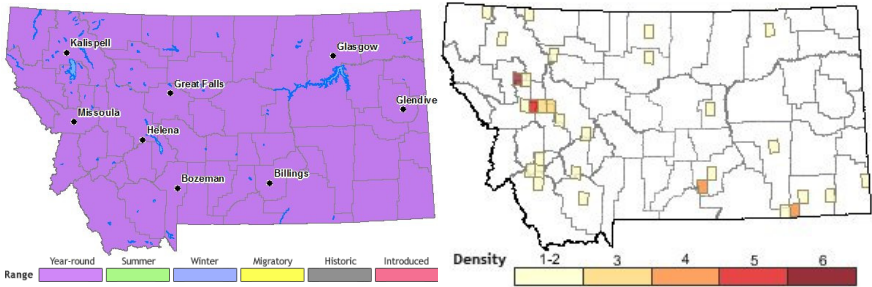 Kalispell
Glasgow
Great Falls
Glendive
Missoula
Helena
Bozeman
Billings
Range Year-round Summer Winter Migratory Historic Introduced
Density 1-2 3 4 5 6